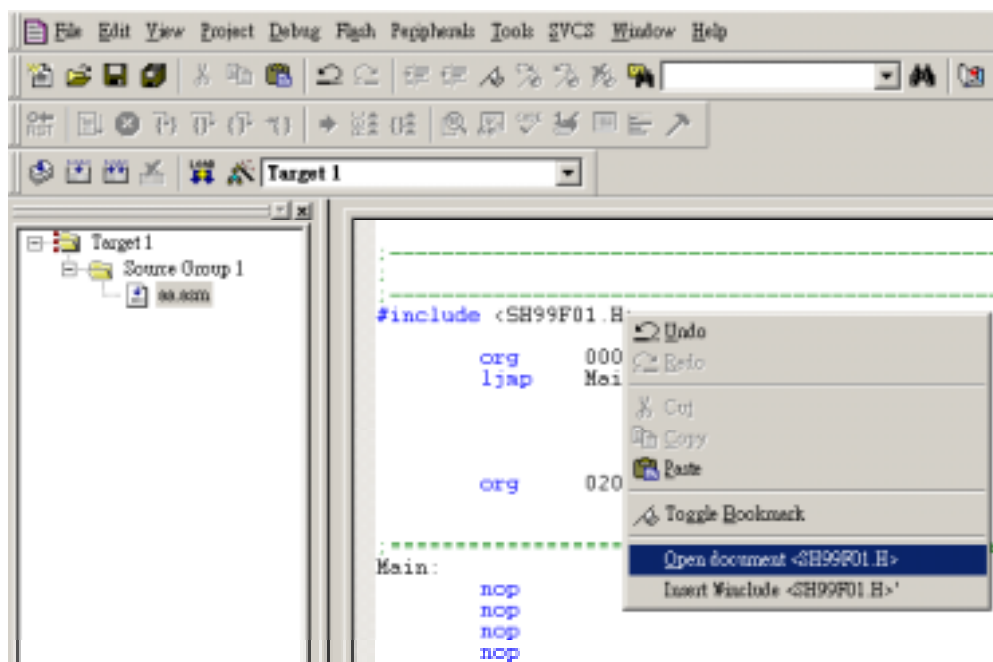 File Edit View Project Debug Flash Peripherals Tools SVCS Window Help
Target 1
Target 1
Source Group 1
aa.asm
;
#include <SH99F01.H>
org 000
ljmp Mai
org 020
Main:
nop
nop
nop
nop
Undo
Redo
Cut
Copy
Paste
Toggle Bookmark
Open document <SH99F01.H>
Insert '#include <SH99F01.H>'